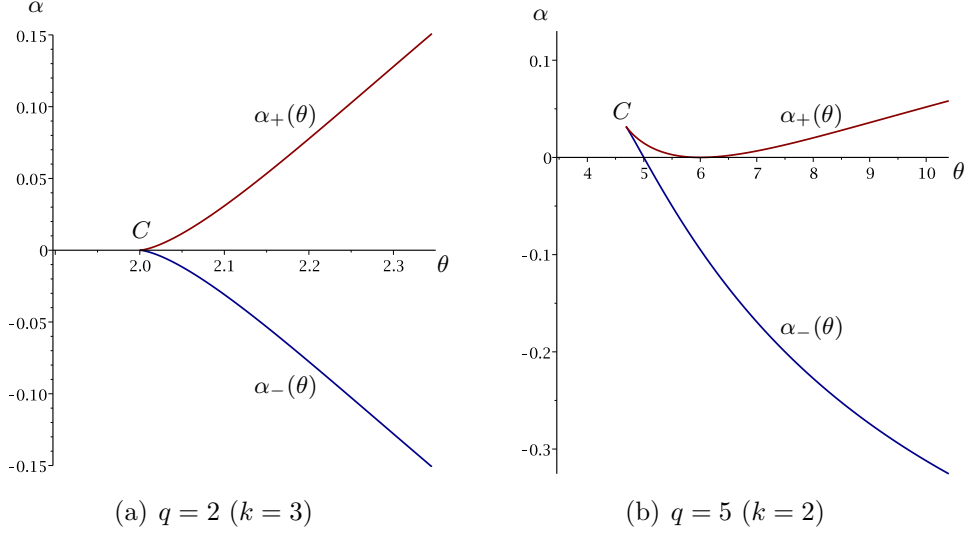 α
0.15
0.10
0.05
0
-0.05
-0.10
-0.15
2.0
2.1
2.2
2.3
θ
C
α₊(θ)
α₋(θ)
(a) q = 2 (k = 3)
α
0.1
0
-0.1
-0.2
-0.3
4
5
6
7
8
9
10
θ
C
α₊(θ)
α₋(θ)
(b) q = 5 (k = 2)